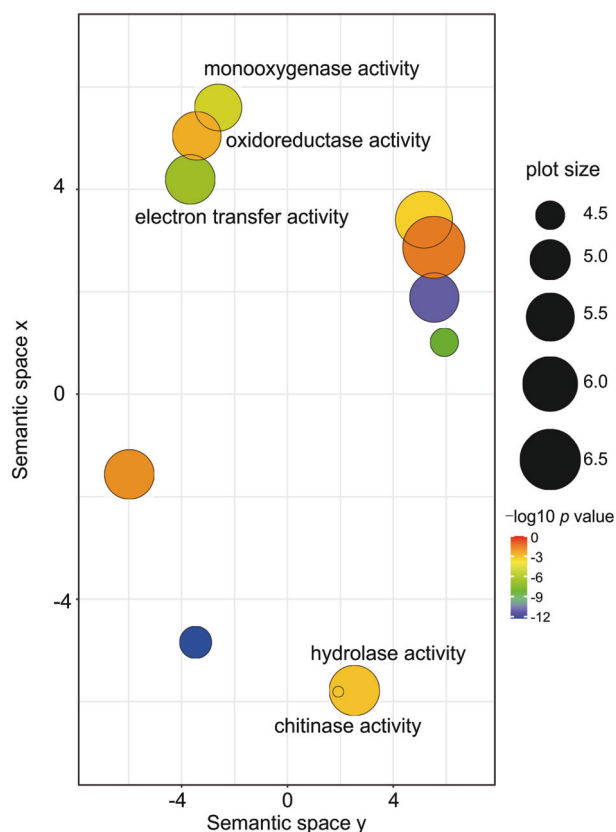 monooxygenase activity
oxidoreductase activity
electron transfer activity
hydrolase activity
chitinase activity
4
0
-4
Semantic space x
-4
0
4
Semantic space y
plot size
4.5
5.0
5.5
6.0
6.5
−log10 p value
0
-3
-6
-9
-12